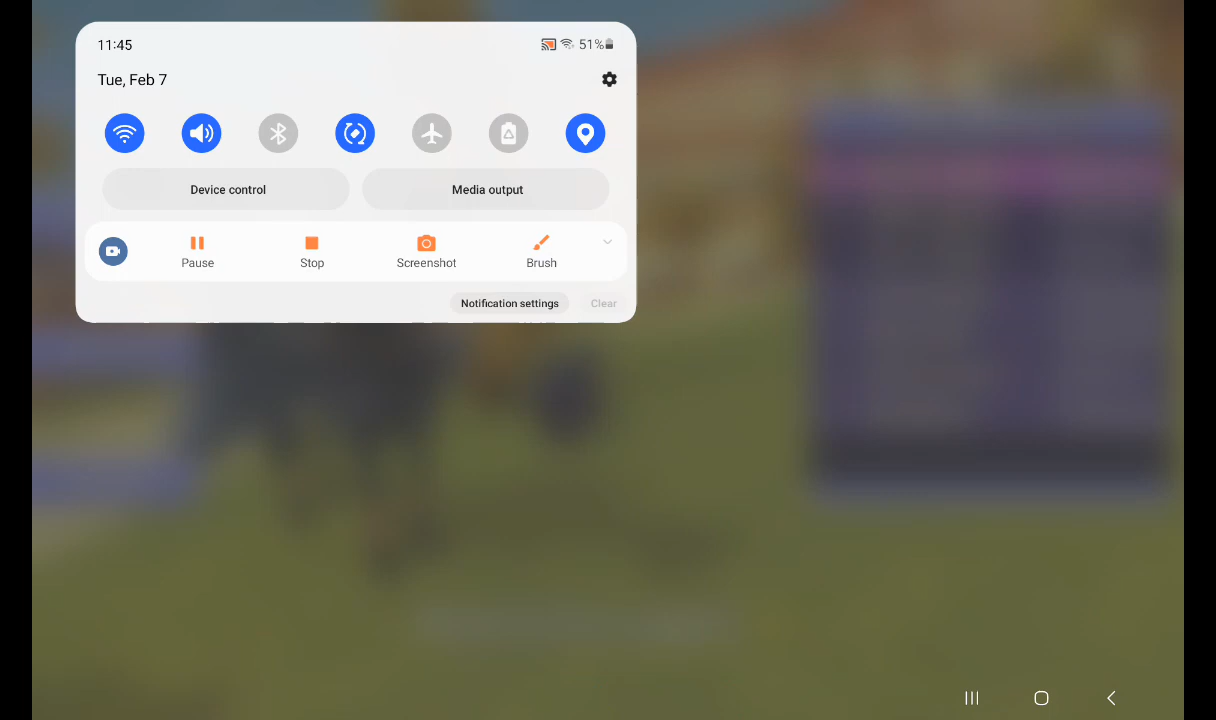 11:45
51%
Tue, Feb 7
Device control
Media output
Pause
Stop
Screenshot
Brush
Notification settings
Clear